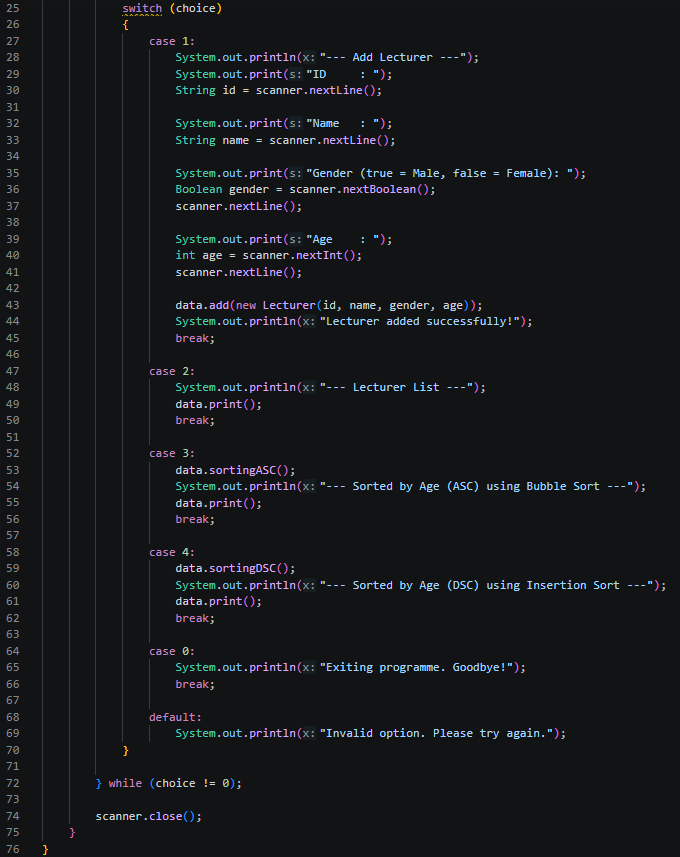 25 switch (choice)
26 {
27 case 1:
28 System.out.println(x: "--- Add Lecturer ---");
29 System.out.print(s: "ID     : ");
30 String id = scanner.nextLine();
31
32 System.out.print(s: "Name   : ");
33 String name = scanner.nextLine();
34
35 System.out.print(s: "Gender (true = Male, false = Female): ");
36 Boolean gender = scanner.nextBoolean();
37 scanner.nextLine();
38
39 System.out.print(s: "Age    : ");
40 int age = scanner.nextInt();
41 scanner.nextLine();
42
43 data.add(new Lecturer(id, name, gender, age));
44 System.out.println(x: "Lecturer added successfully!");
45 break;
46
47 case 2:
48 System.out.println(x: "--- Lecturer List ---");
49 data.print();
50 break;
51
52 case 3:
53 data.sortingASC();
54 System.out.println(x: "--- Sorted by Age (ASC) using Bubble Sort ---");
55 data.print();
56 break;
57
58 case 4:
59 data.sortingDSC();
60 System.out.println(x: "--- Sorted by Age (DSC) using Insertion Sort ---");
61 data.print();
62 break;
63
64 case 0:
65 System.out.println(x: "Exiting programme. Goodbye!");
66 break;
67
68 default:
69 System.out.println(x: "Invalid option. Please try again.");
70 }
71
72 } while (choice != 0);
73
74 scanner.close();
75 }
76 }